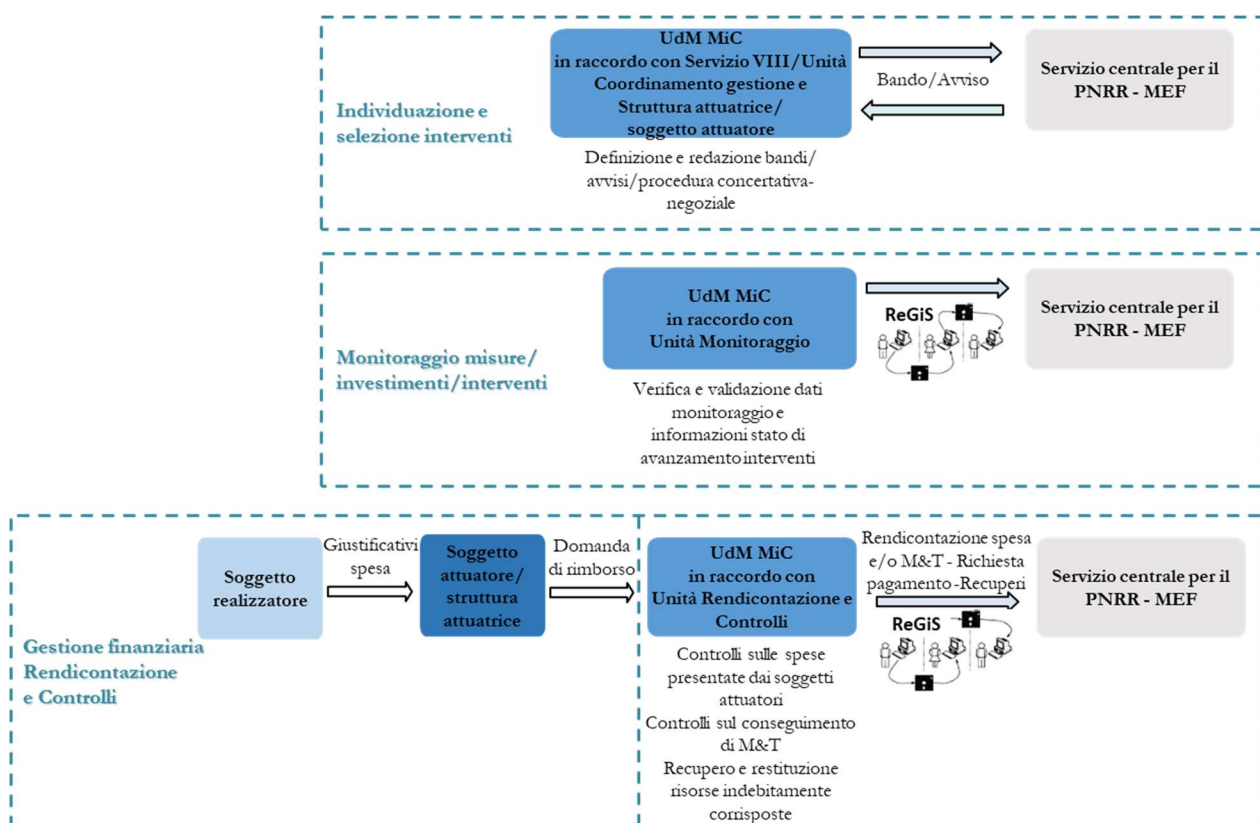 Individuazione e
selezione interventi
UdM MiC
in raccordo con Servizio VIII/Unità
Coordinamento gestione e
Struttura attuatrice/
soggetto attuatore
Definizione e redazione bandi/
avvisi/procedura concertativa-
negoziale
Bando/Avviso
Servizio centrale per il
PNRR - MEF
Monitoraggio misure/
investimenti/interventi
UdM MiC
in raccordo con
Unità Monitoraggio
Verifica e validazione dati
monitoraggio e
informazioni stato di
avanzamento interventi
ReGiS
Servizio centrale per il
PNRR - MEF
Gestione finanziaria
Rendicontazione
e Controlli
Soggetto
realizzatore
Giustificativi
spesa
Soggetto
attuatore/
struttura
attuatrice
Domanda
di rimborso
UdM MiC
in raccordo con
Unità Rendicontazione e
Controlli
Controlli sulle spese
presentate dai soggetti
attuatori
Controlli sul conseguimento
di M&T
Recupero e restituzione
risorse indebitamente
corrisposte
Rendicontazione spesa
e/o M&T - Richiesta
pagamento -Recuperi
ReGiS
Servizio centrale per il
PNRR - MEF